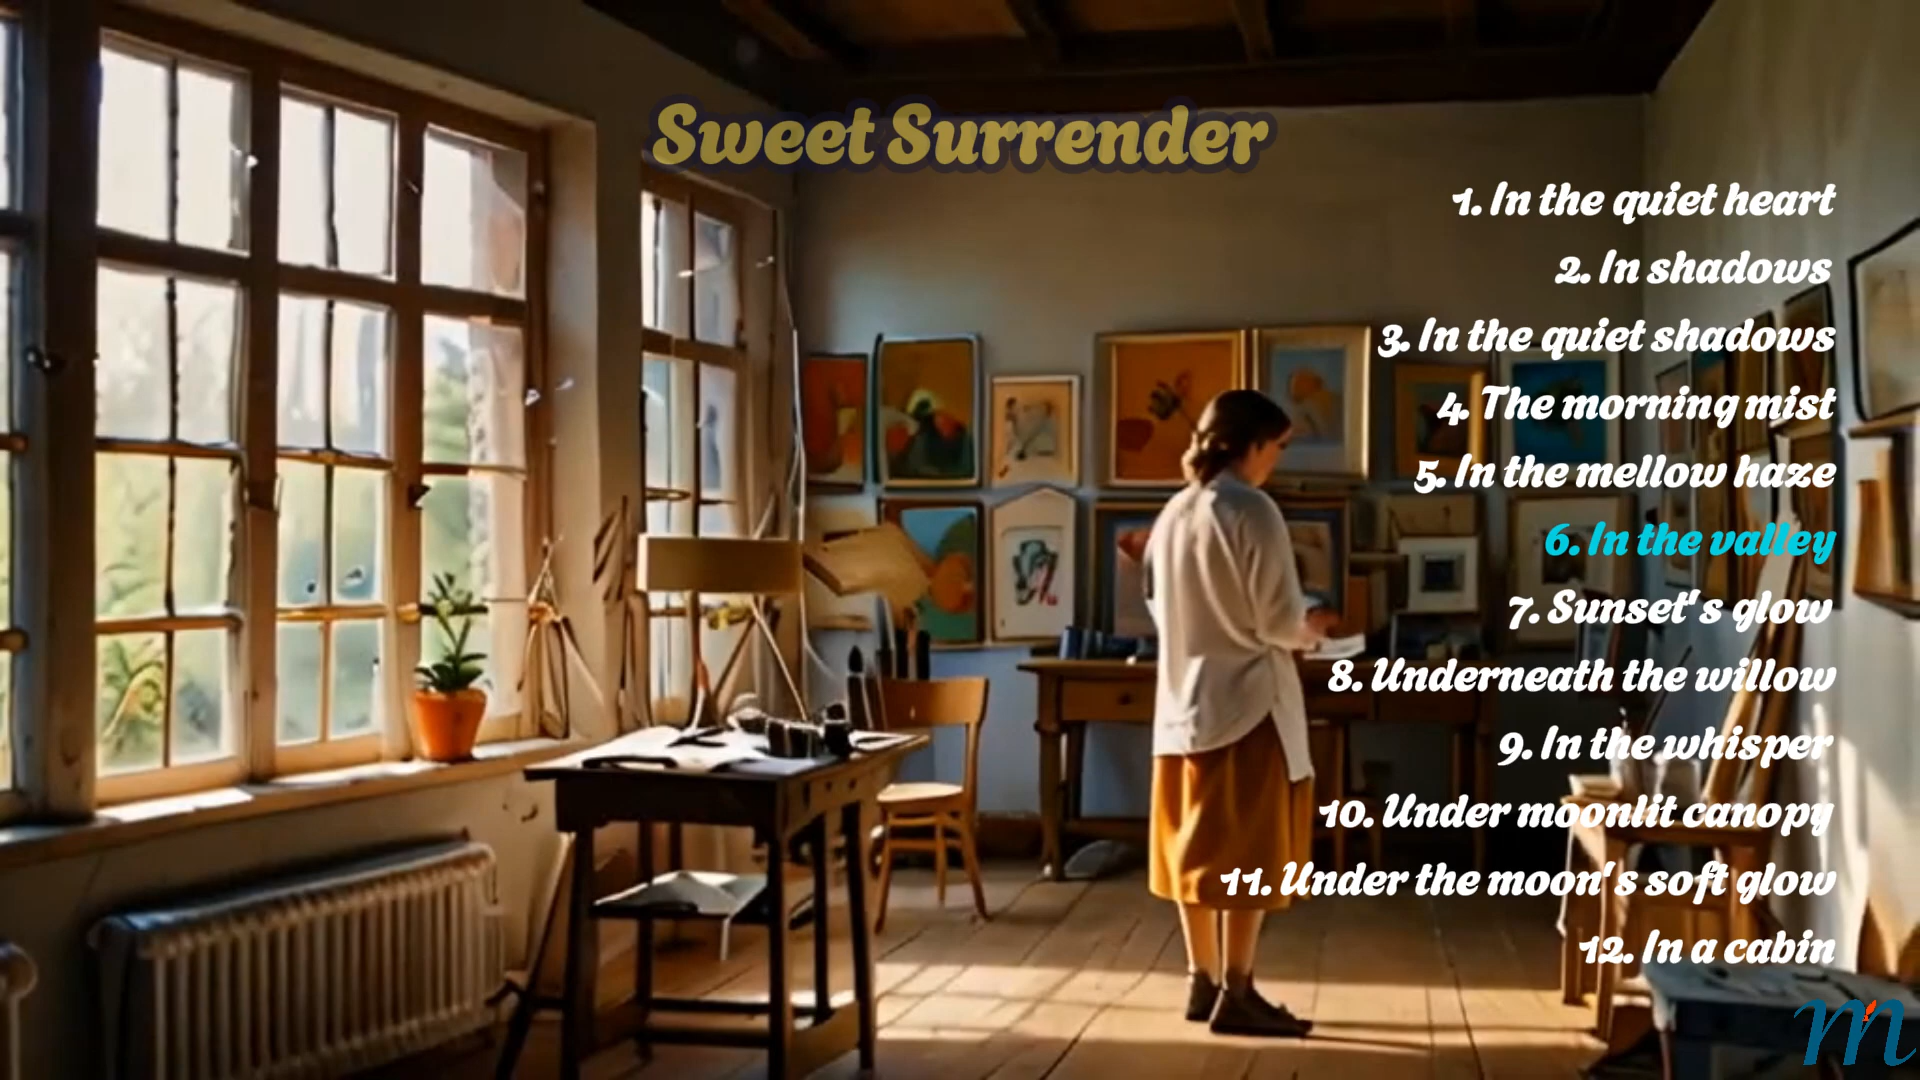 Sweet Surrender
1. In the quiet heart
2. In shadows
3. In the quiet shadows
4. The morning mist
5. In the mellow haze
6. In the valley
7. Sunset's glow
8. Underneath the willow
9. In the whisper
10. Under moonlit canopy
11. Under the moon's soft glow
12. In a cabin
m